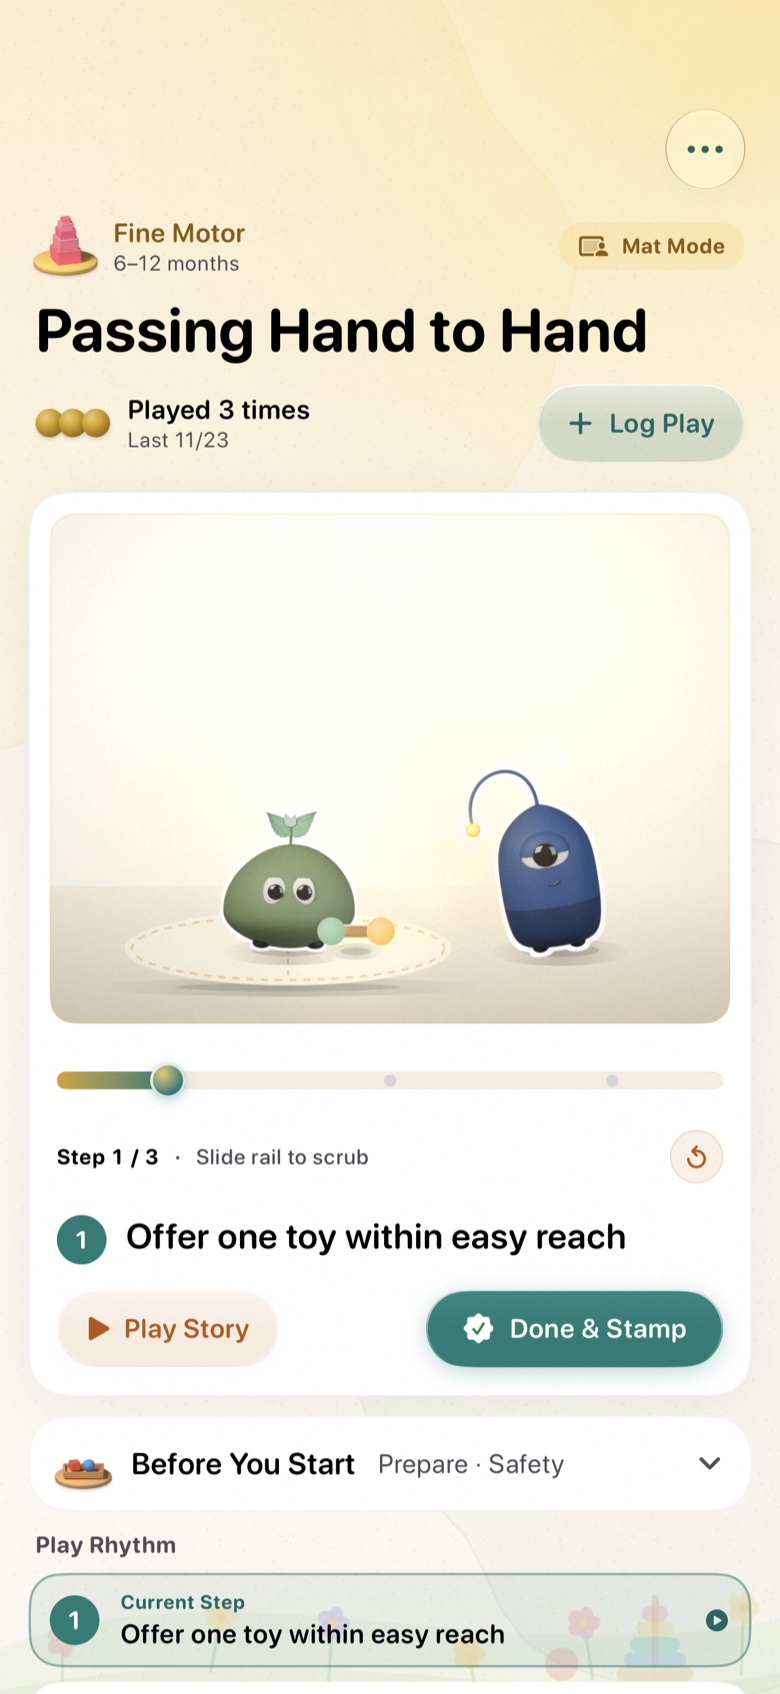 Fine Motor
6–12 months
Mat Mode
Passing Hand to Hand
Played 3 times
Last 11/23
+ Log Play
Step 1 / 3 · Slide rail to scrub
1 Offer one toy within easy reach
Play Story
Done & Stamp
Before You Start Prepare · Safety
Play Rhythm
1
Current Step
Offer one toy within easy reach